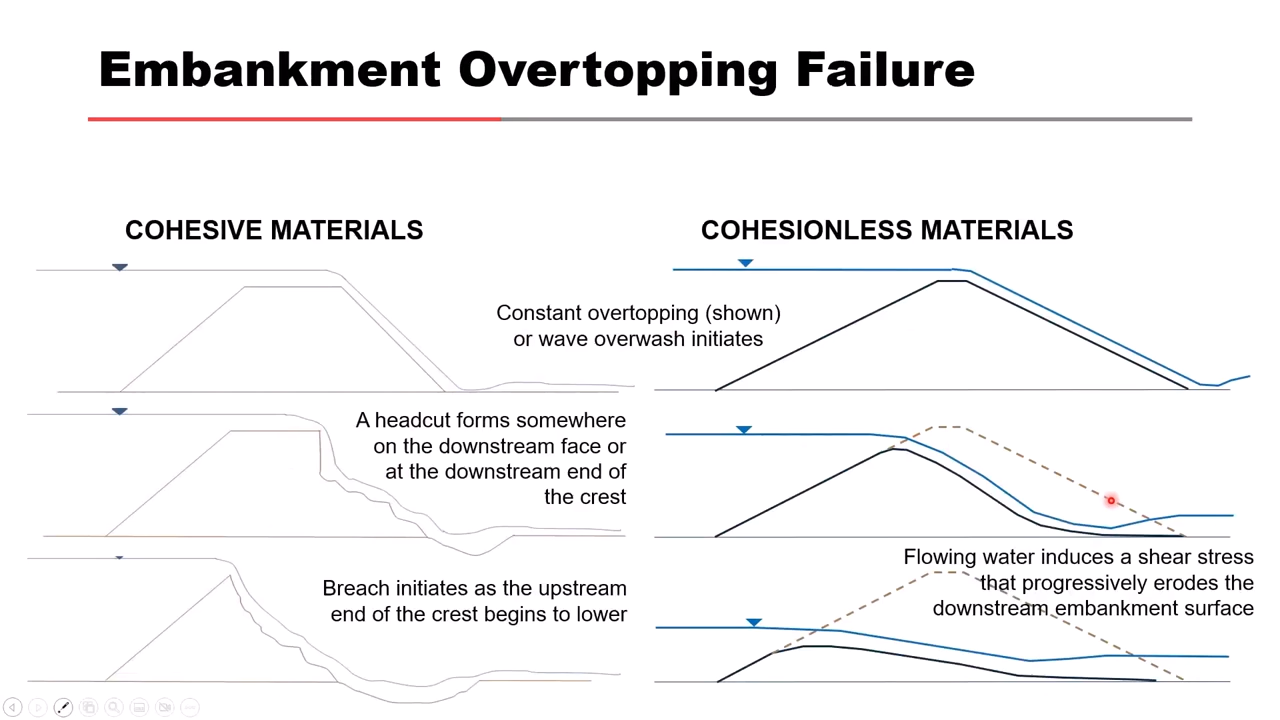 Embankment Overtopping Failure
COHESIVE MATERIALS
COHESIONLESS MATERIALS
Constant overtopping (shown)
or wave overwash initiates
A headcut forms somewhere
on the downstream face or
at the downstream end of
the crest
Flowing water induces a shear stress
that progressively erodes the
downstream embankment surface
Breach initiates as the upstream
end of the crest begins to lower